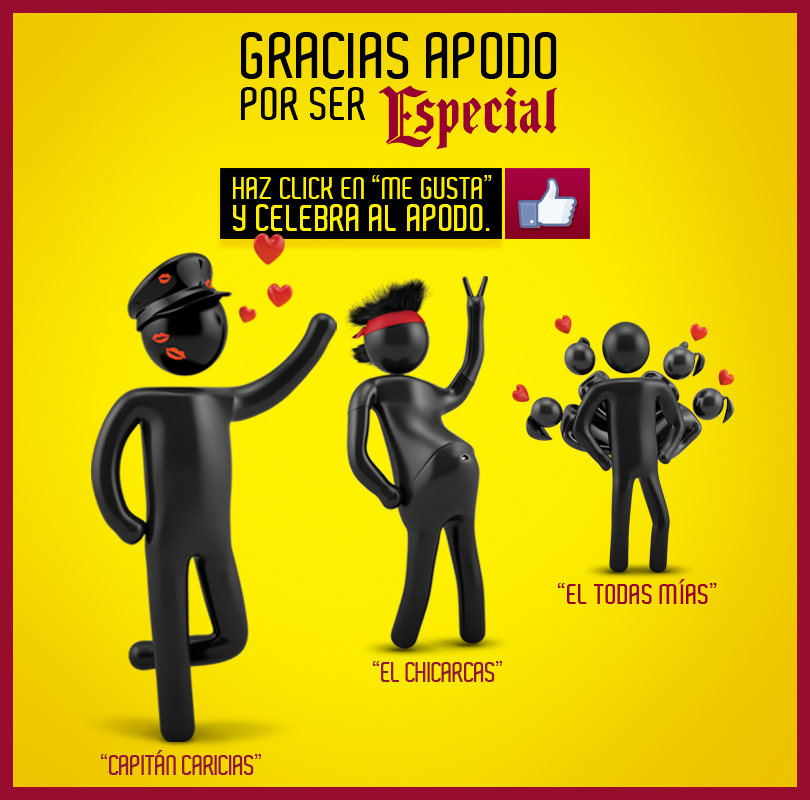 GRACIAS APODO
POR SER Especial
HAZ CLICK EN “ME GUSTA”
Y CELEBRA AL APODO.
“EL TODAS MÍAS”
“EL CHICARCAS”
“CAPITÁN CARICIAS”